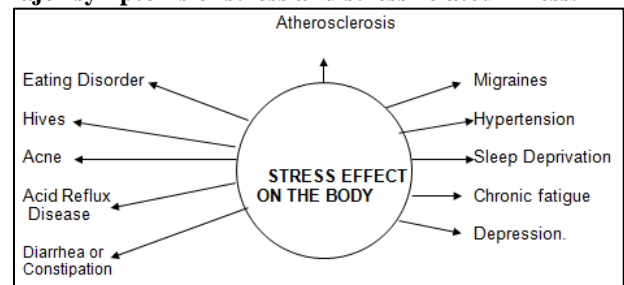 Atherosclerosis
Eating Disorder
Hives
Acne
Acid Reflux
Disease
Diarrhea or
Constipation
STRESS EFFECT
ON THE BODY
Migraines
Hypertension
Sleep Deprivation
Chronic fatigue
Depression.